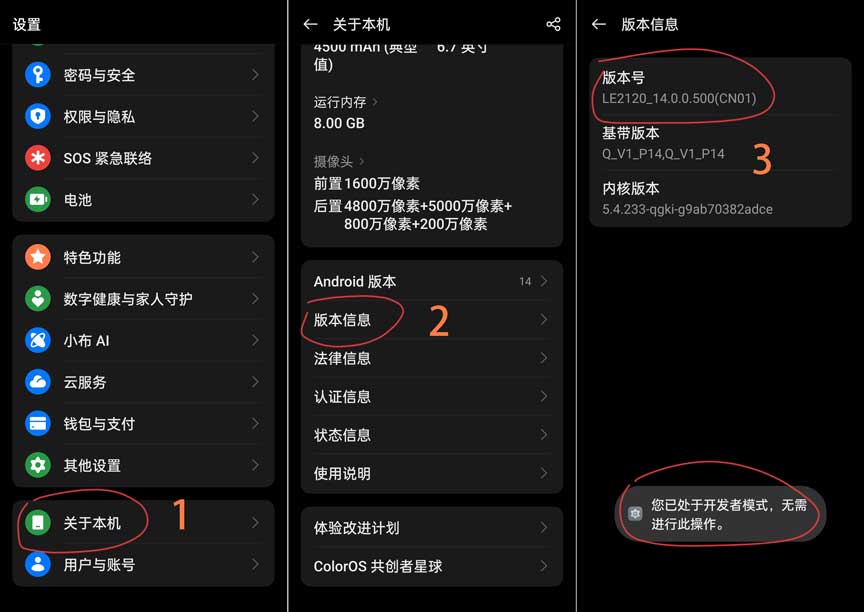 设置
密码与安全
权限与隐私
SOS 紧急联络
电池
特色功能
数字健康与家人守护
小布 AI
云服务
钱包与支付
其他设置
关于本机
1
用户与账号
关于本机
4500 mAh (典型 6.7 英寸
值)
运行内存
8.00 GB
摄像头
前置1600万像素
后置4800万像素+5000万像素+
800万像素+200万像素
Android 版本 14
版本信息
2
法律信息
认证信息
状态信息
使用说明
体验改进计划
ColorOS 共创者星球
版本信息
版本号
LE2120_14.0.0.500(CN01)
基带版本
Q_V1_P14,Q_V1_P14
3
内核版本
5.4.233-qgki-g9ab70382adce
您已处于开发者模式，无需
进行此操作。